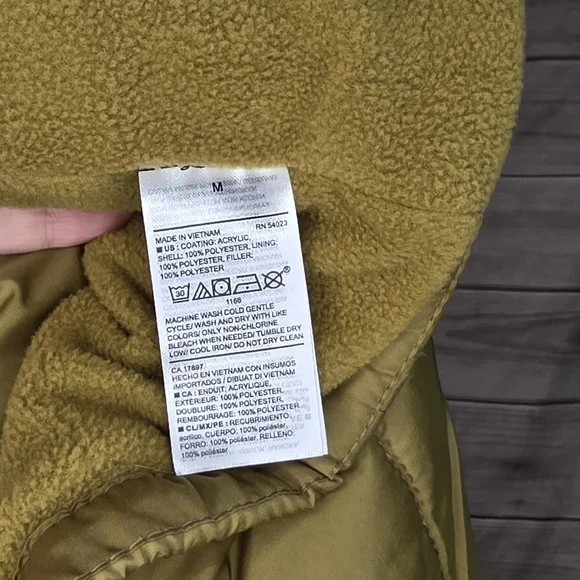 M
MADE IN VIETNAM RN 54023
■ US : COATING: ACRYLIC,
SHELL: 100% POLYESTER, LINING:
100% POLYESTER, FILLER:
100% POLYESTER
30 ®
1166
MACHINE WASH COLD GENTLE
CYCLE/ WASH AND DRY WITH LIKE
COLORS/ ONLY NON-CHLORINE
BLEACH WHEN NEEDED/ TUMBLE DRY
LOW/ COOL IRON/ DO NOT DRY CLEAN
CA 17897
HECHO EN VIETNAM CON INSUMOS
IMPORTADOS / DIBUAT DI VIETNAM
■ CA : ENDUIT: ACRYLIQUE,
EXTÉRIEUR: 100% POLYESTER,
DOUBLURE: 100% POLYESTER,
REMBOURRAGE: 100% POLYESTER
■ CL/MX/PE : RECUBRIMIENTO:
acrílico, CUERPO: 100% poliéster,
FORRO: 100% poliéster, RELLENO:
100% poliéster